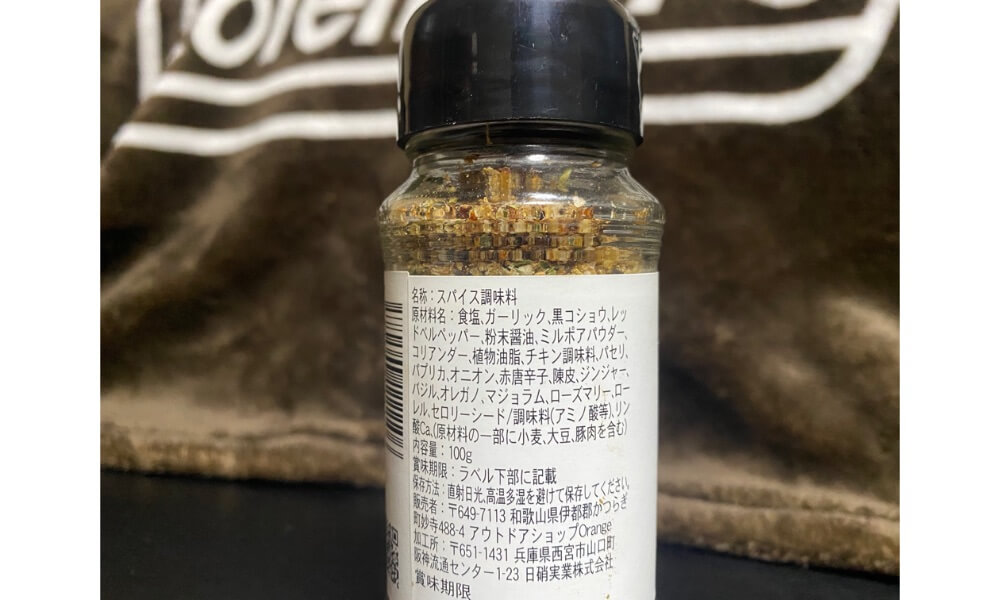 名称：スパイス調味料
原材料名：食塩、ガーリック、黒コショウ、レッ
ドベルペッパー、粉末醤油、ミルポアパウダー、
コリアンダー、植物油脂、チキン調味料、パセリ、
パプリカ、オニオン、赤唐辛子、陳皮、ジンジャー、
バジル、オレガノ、マジョラム、ローズマリー、ロー
レル、セロリーシード/調味料(アミノ酸等)、リン
酸Ca、(原材料の一部に小麦、大豆、豚肉を含む)
内容量：100g
賞味期限：ラベル下部に記載
保存方法：直射日光、高温多湿を避けて保存してください。
販売者：〒649-7113 和歌山県伊都郡かつらぎ
町妙寺488-4 アウトドアショップOrange
加工所：〒651-1431 兵庫県西宮市山口町
阪神流通センター1-23 日硝実業株式会社
賞味期限